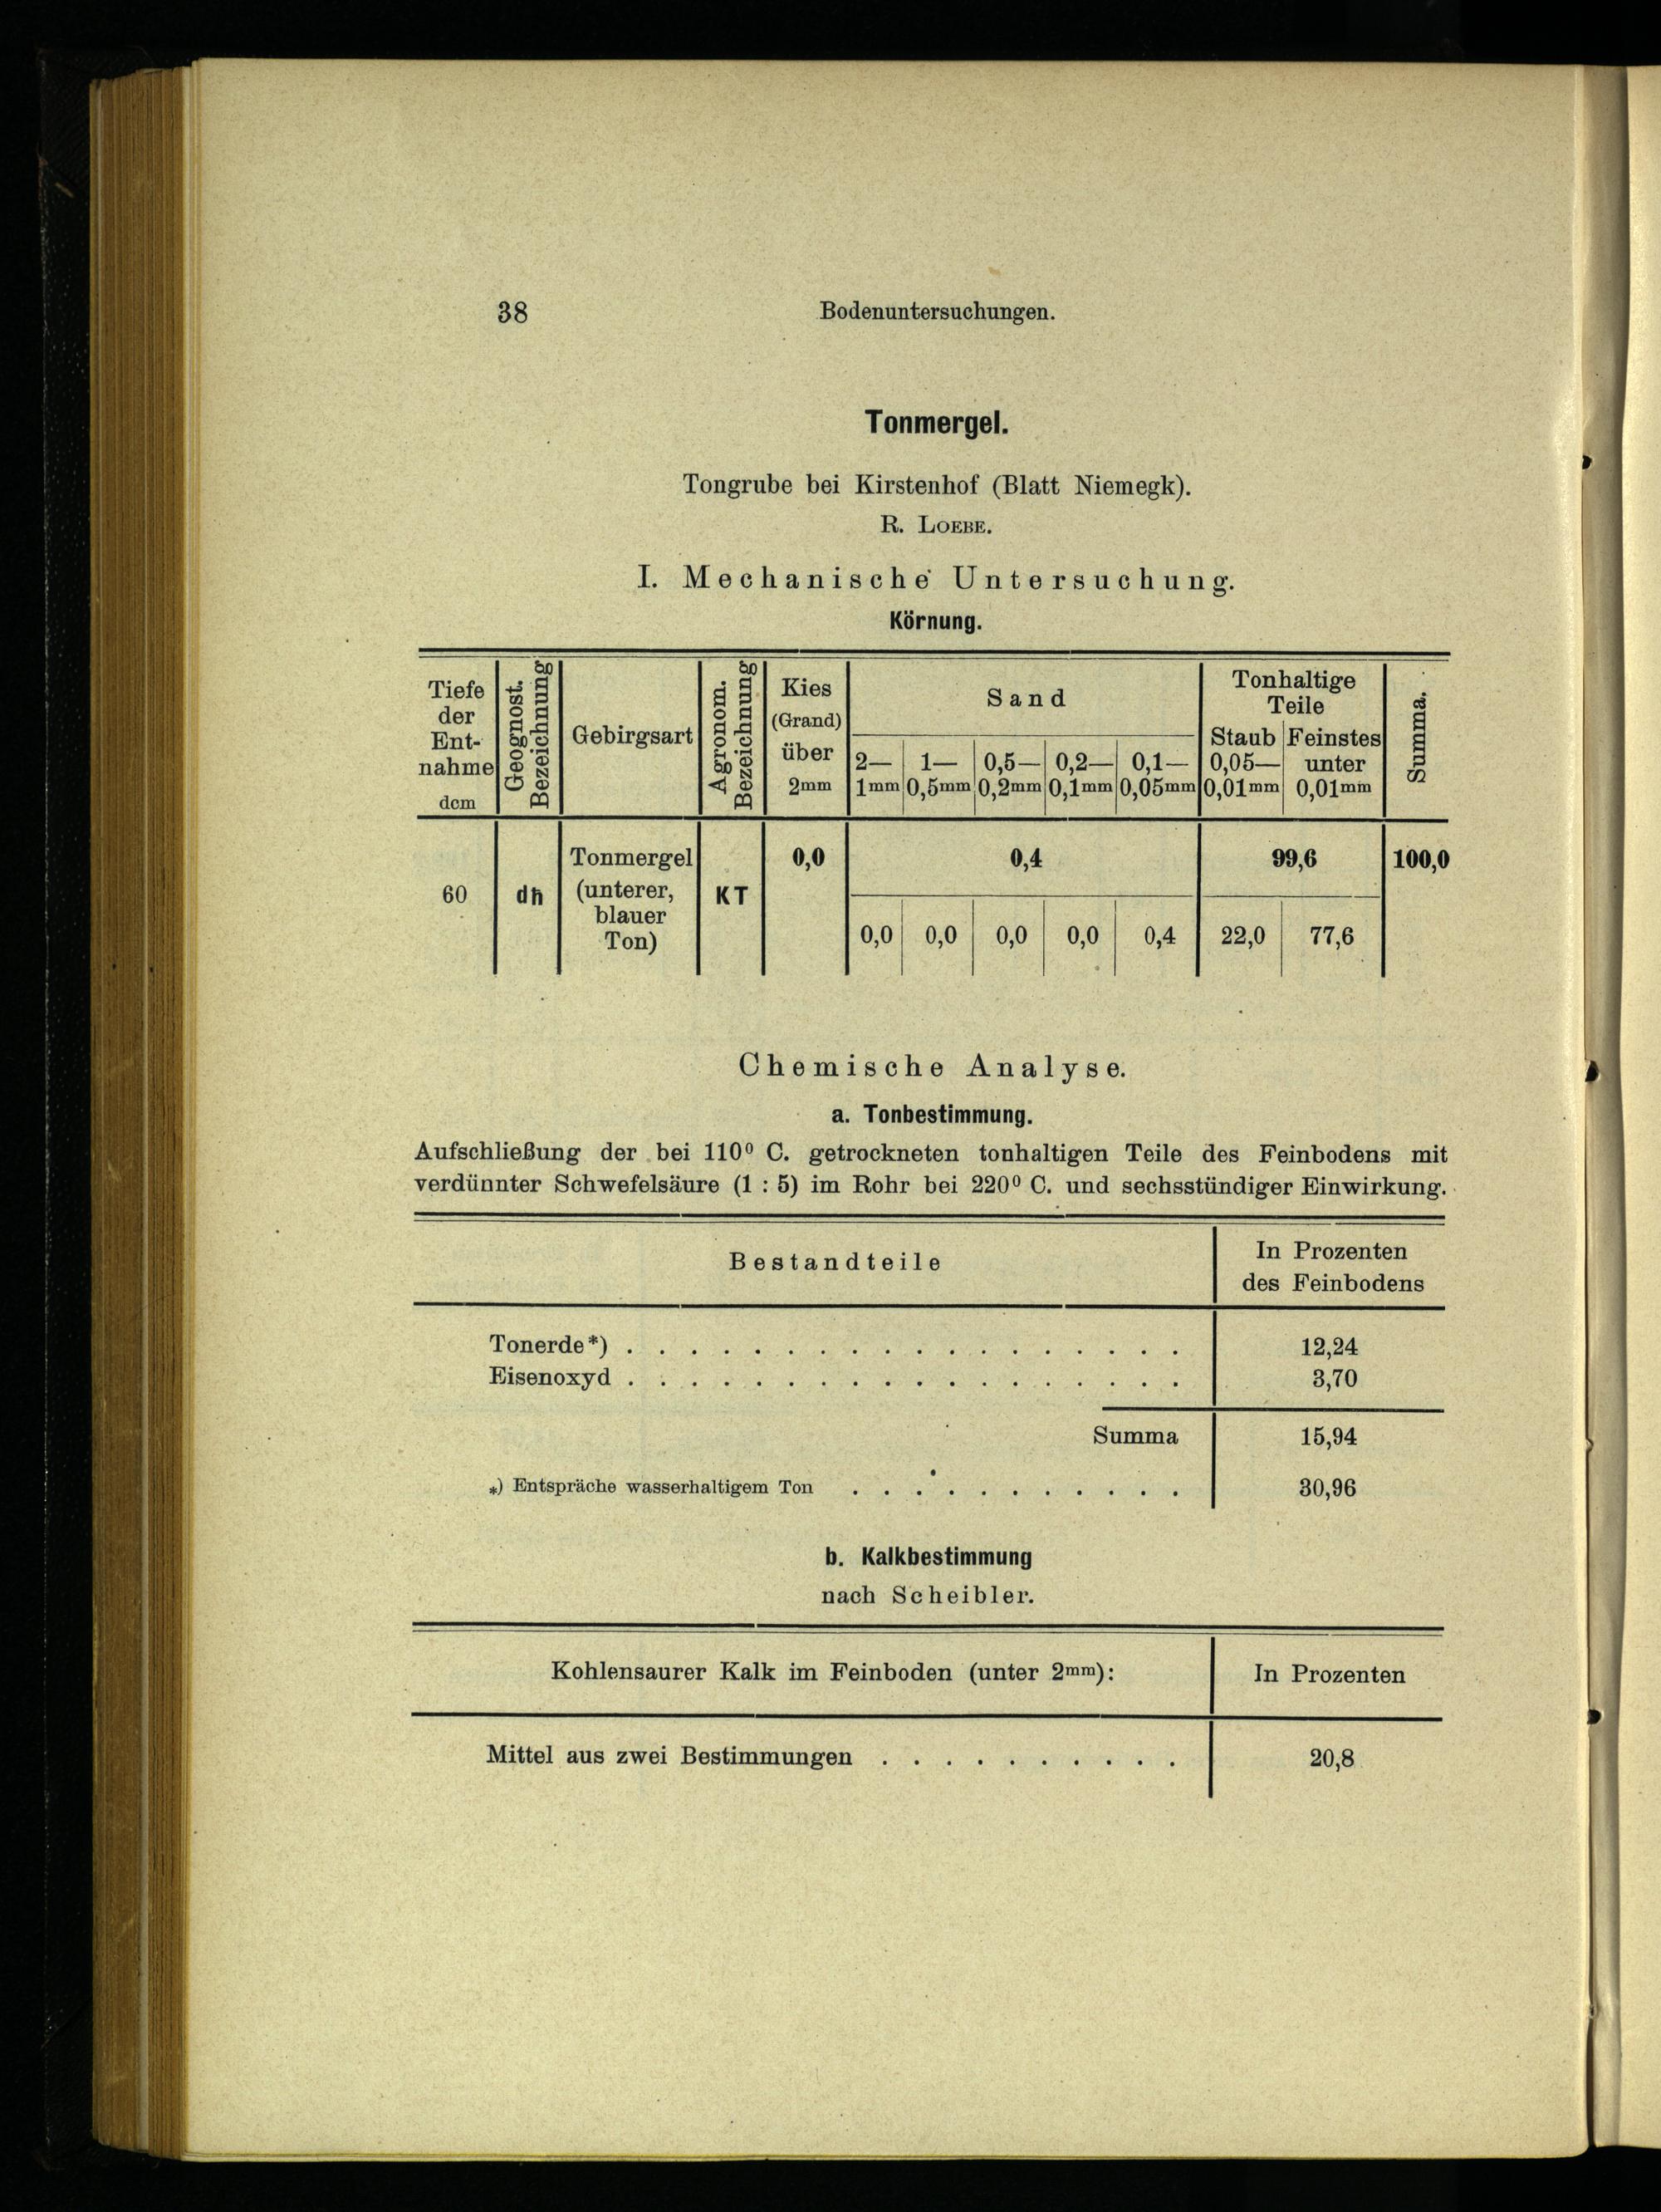 38 Bodenuntersuchungen.
Tonmergel.
Tongrube bei Kirstenhof (Blatt Niemegk).
R. LOEBE.
I. Mechanische Untersuchung.
Körnung.
Tiefe der Ent-nahme dcm | Geognost. Bezeichnung | Gebirgsart | Agronom. Bezeichnung | Kies (Grand) über 2mm | Sand | Tonhaltige Teile | Summa.
2— 1mm | 1— 0,5mm | 0,5— 0,2mm | 0,2— 0,1mm | 0,1— 0,05mm | Staub 0,05— 0,01mm | Feinstes unter 0,01mm
60 | dh | Tonmergel (unterer, blauer Ton) | KT | 0,0 | 0,4 | 99,6 | 100,0
0,0 | 0,0 | 0,0 | 0,0 | 0,4 | 22,0 | 77,6
Chemische Analyse.
a. Tonbestimmung.
Aufschließung der bei 110⁰ C. getrockneten tonhaltigen Teile des Feinbodens mit
verdünnter Schwefelsäure (1 : 5) im Rohr bei 220⁰ C. und sechsstündiger Einwirkung.
Bestandteile | In Prozenten des Feinbodens
Tonerde*) . . . . . . . . . . . . . . . . . . 12,24
Eisenoxyd . . . . . . . . . . . . . . . . . . 3,70
Summa 15,94
*) Entspräche wasserhaltigem Ton . . . . . . . . . . . 30,96
b. Kalkbestimmung
nach Scheibler.
Kohlensaurer Kalk im Feinboden (unter 2mm): | In Prozenten
Mittel aus zwei Bestimmungen . . . . . . . . . . 20,8